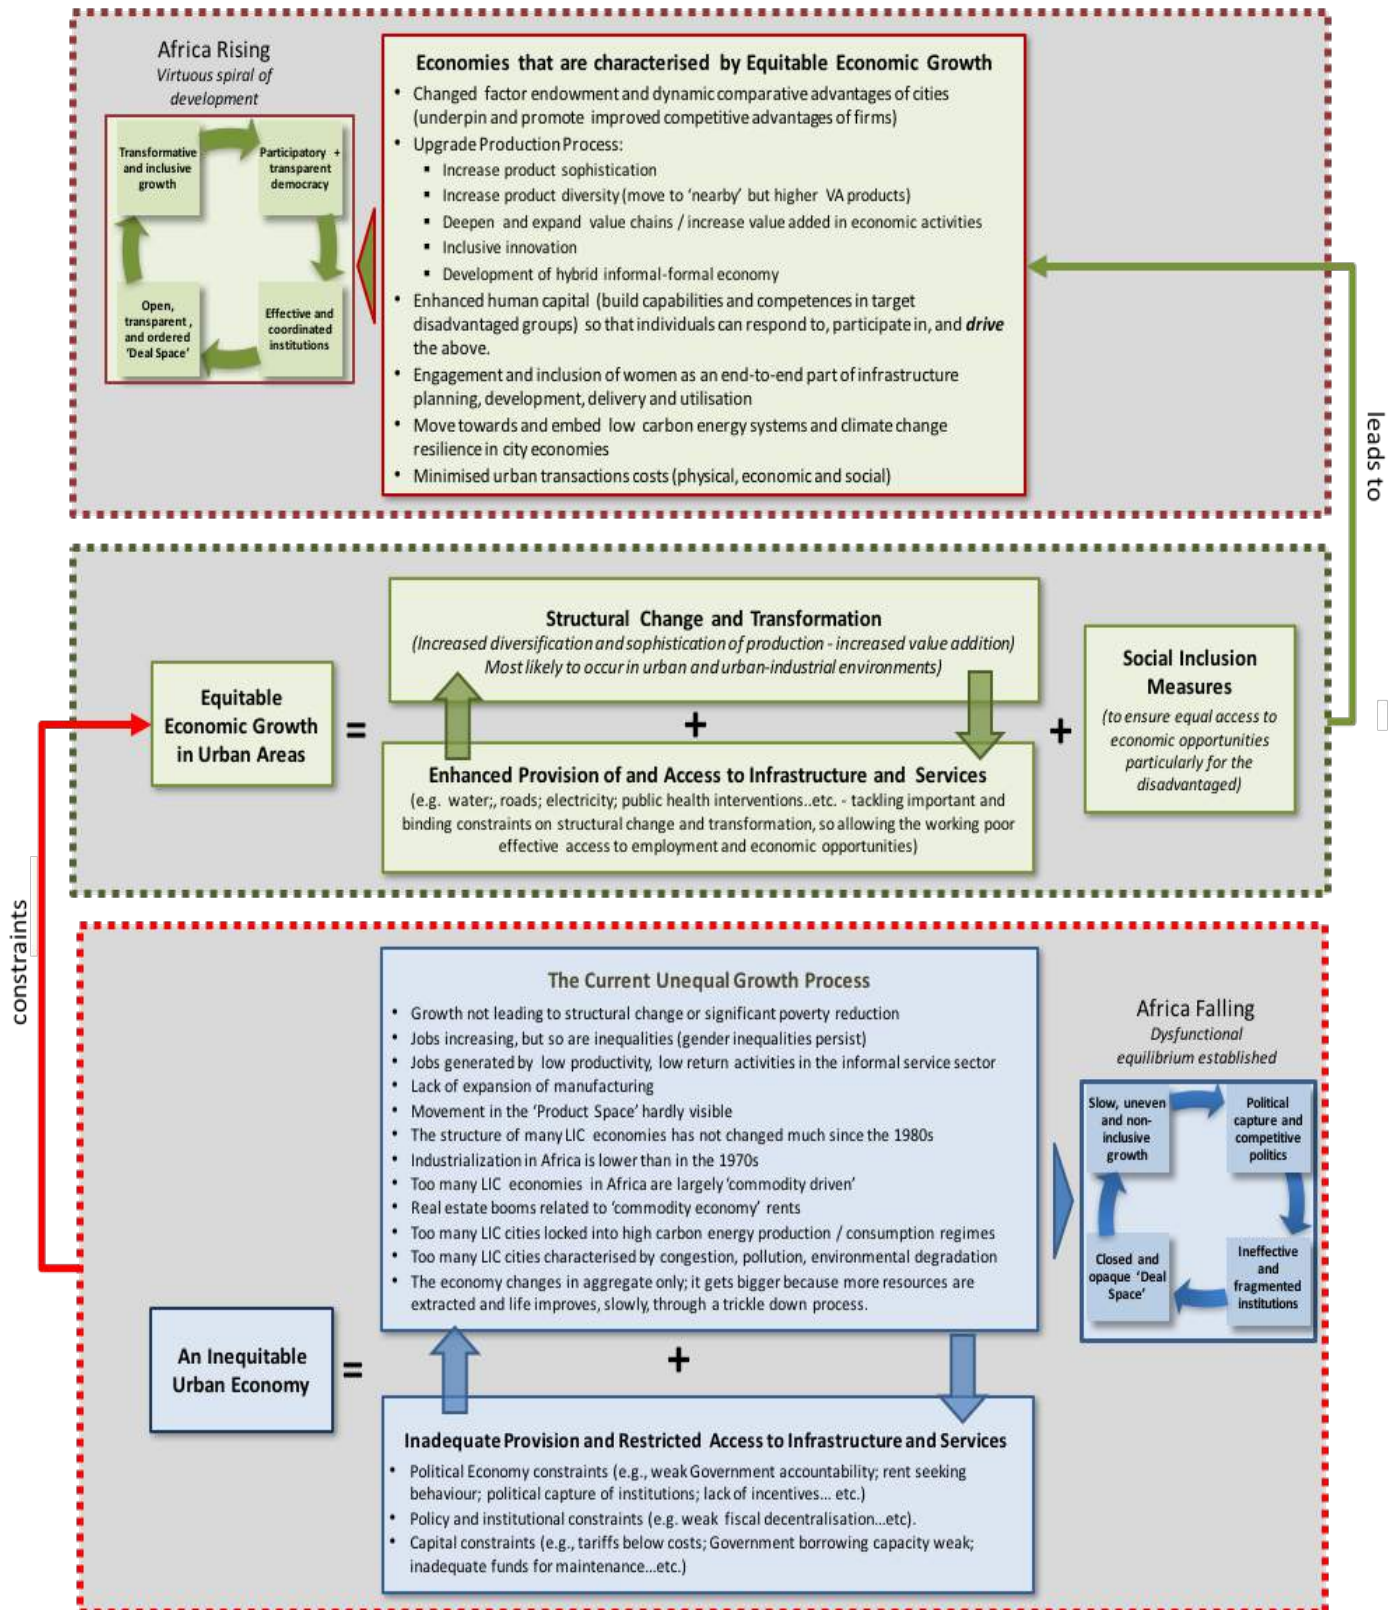 Africa Rising
Virtuous spiral of
development
Transformative
and inclusive
growth
Participatory +
transparent
democracy
Open,
transparent ,
and ordered
‘Deal Space’
Effective and
coordinated
institutions
Economies that are characterised by Equitable Economic Growth
• Changed factor endowment and dynamic comparative advantages of cities
(underpin and promote improved competitive advantages of firms)
• Upgrade Production Process:
▪ Increase product sophistication
▪ Increase product diversity (move to ‘nearby’ but higher VA products)
▪ Deepen and expand value chains / increase value added in economic activities
▪ Inclusive innovation
▪ Development of hybrid informal-formal economy
• Enhanced human capital (build capabilities and competences in target
disadvantaged groups) so that individuals can respond to, participate in, and drive
the above.
• Engagement and inclusion of women as an end-to-end part of infrastructure
planning, development, delivery and utilisation
• Move towards and embed low carbon energy systems and climate change
resilience in city economies
• Minimised urban transactions costs (physical, economic and social)
leads to
Equitable
Economic Growth
in Urban Areas
=
Structural Change and Transformation
(Increased diversification and sophistication of production - increased value addition)
Most likely to occur in urban and urban-industrial environments)
+
Enhanced Provision of and Access to Infrastructure and Services
(e.g. water;, roads; electricity; public health interventions..etc. - tackling important and
binding constraints on structural change and transformation, so allowing the working poor
effective access to employment and economic opportunities)
+
Social Inclusion
Measures
(to ensure equal access to
economic opportunities
particularly for the
disadvantaged)
constraints
The Current Unequal Growth Process
• Growth not leading to structural change or significant poverty reduction
• Jobs increasing, but so are inequalities (gender inequalities persist)
• Jobs generated by low productivity, low return activities in the informal service sector
• Lack of expansion of manufacturing
• Movement in the ‘Product Space’ hardly visible
• The structure of many LIC economies has not changed much since the 1980s
• Industrialization in Africa is lower than in the 1970s
• Too many LIC economies in Africa are largely ‘commodity driven’
• Real estate booms related to ‘commodity economy’ rents
• Too many LIC cities locked into high carbon energy production / consumption regimes
• Too many LIC cities characterised by congestion, pollution, environmental degradation
• The economy changes in aggregate only; it gets bigger because more resources are
extracted and life improves, slowly, through a trickle down process.
Africa Falling
Dysfunctional
equilibrium established
Slow, uneven
and non-
inclusive
growth
Political
capture and
competitive
politics
Closed and
opaque ‘Deal
Space’
Ineffective
and
fragmented
institutions
An Inequitable
Urban Economy
=
+
Inadequate Provision and Restricted Access to Infrastructure and Services
• Political Economy constraints (e.g., weak Government accountability; rent seeking
behaviour; political capture of institutions; lack of incentives... etc.)
• Policy and institutional constraints (e.g. weak fiscal decentralisation...etc).
• Capital constraints (e.g., tariffs below costs; Government borrowing capacity weak;
inadequate funds for maintenance...etc.)